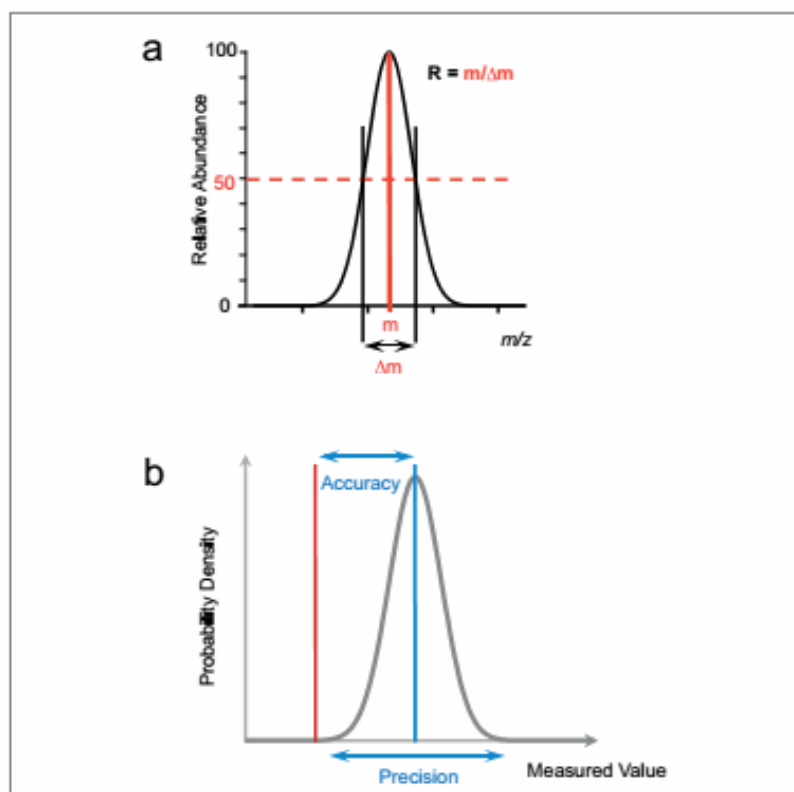 a
100
R = m/Δm
Relative Abundance
50
0
m
m/z
Δm
b
Accuracy
Probability Density
Precision
Measured Value